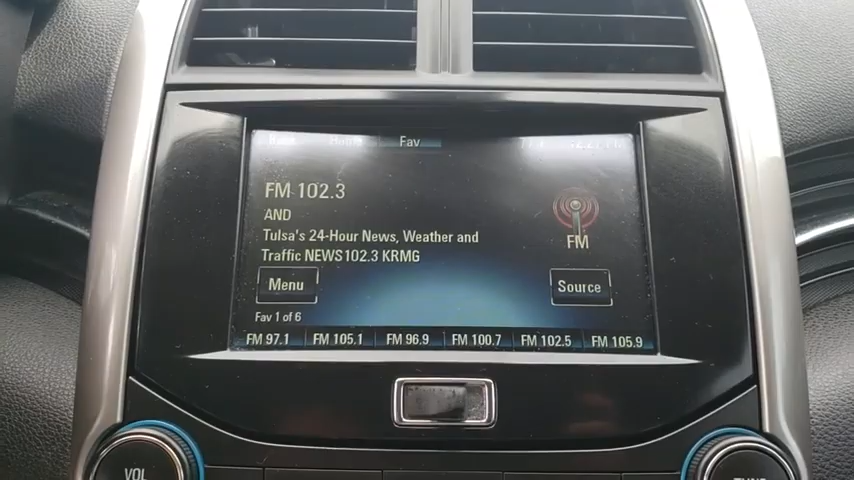 Fav
FM 102.3
AND
Tulsa's 24-Hour News, Weather and
Traffic NEWS102.3 KRMG
FM
Menu
Source
Fav 1 of 6
FM 97.1 FM 105.1 FM 96.9 FM 100.7 FM 102.5 FM 105.9
VOL
TUNE